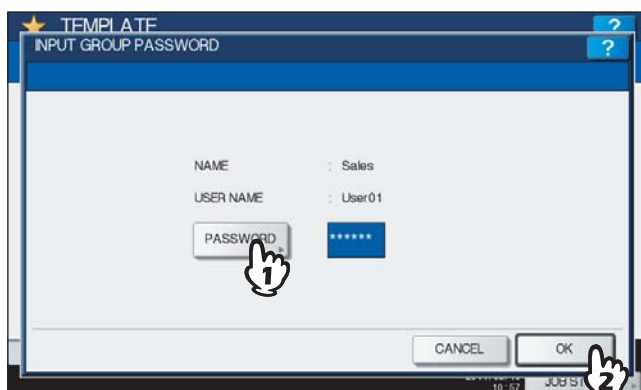 TEMPLATE
?
INPUT GROUP PASSWORD
?
NAME : Sales
USER NAME : User01
PASSWORD ******
1
CANCEL
OK
2
10:57
JOB ST